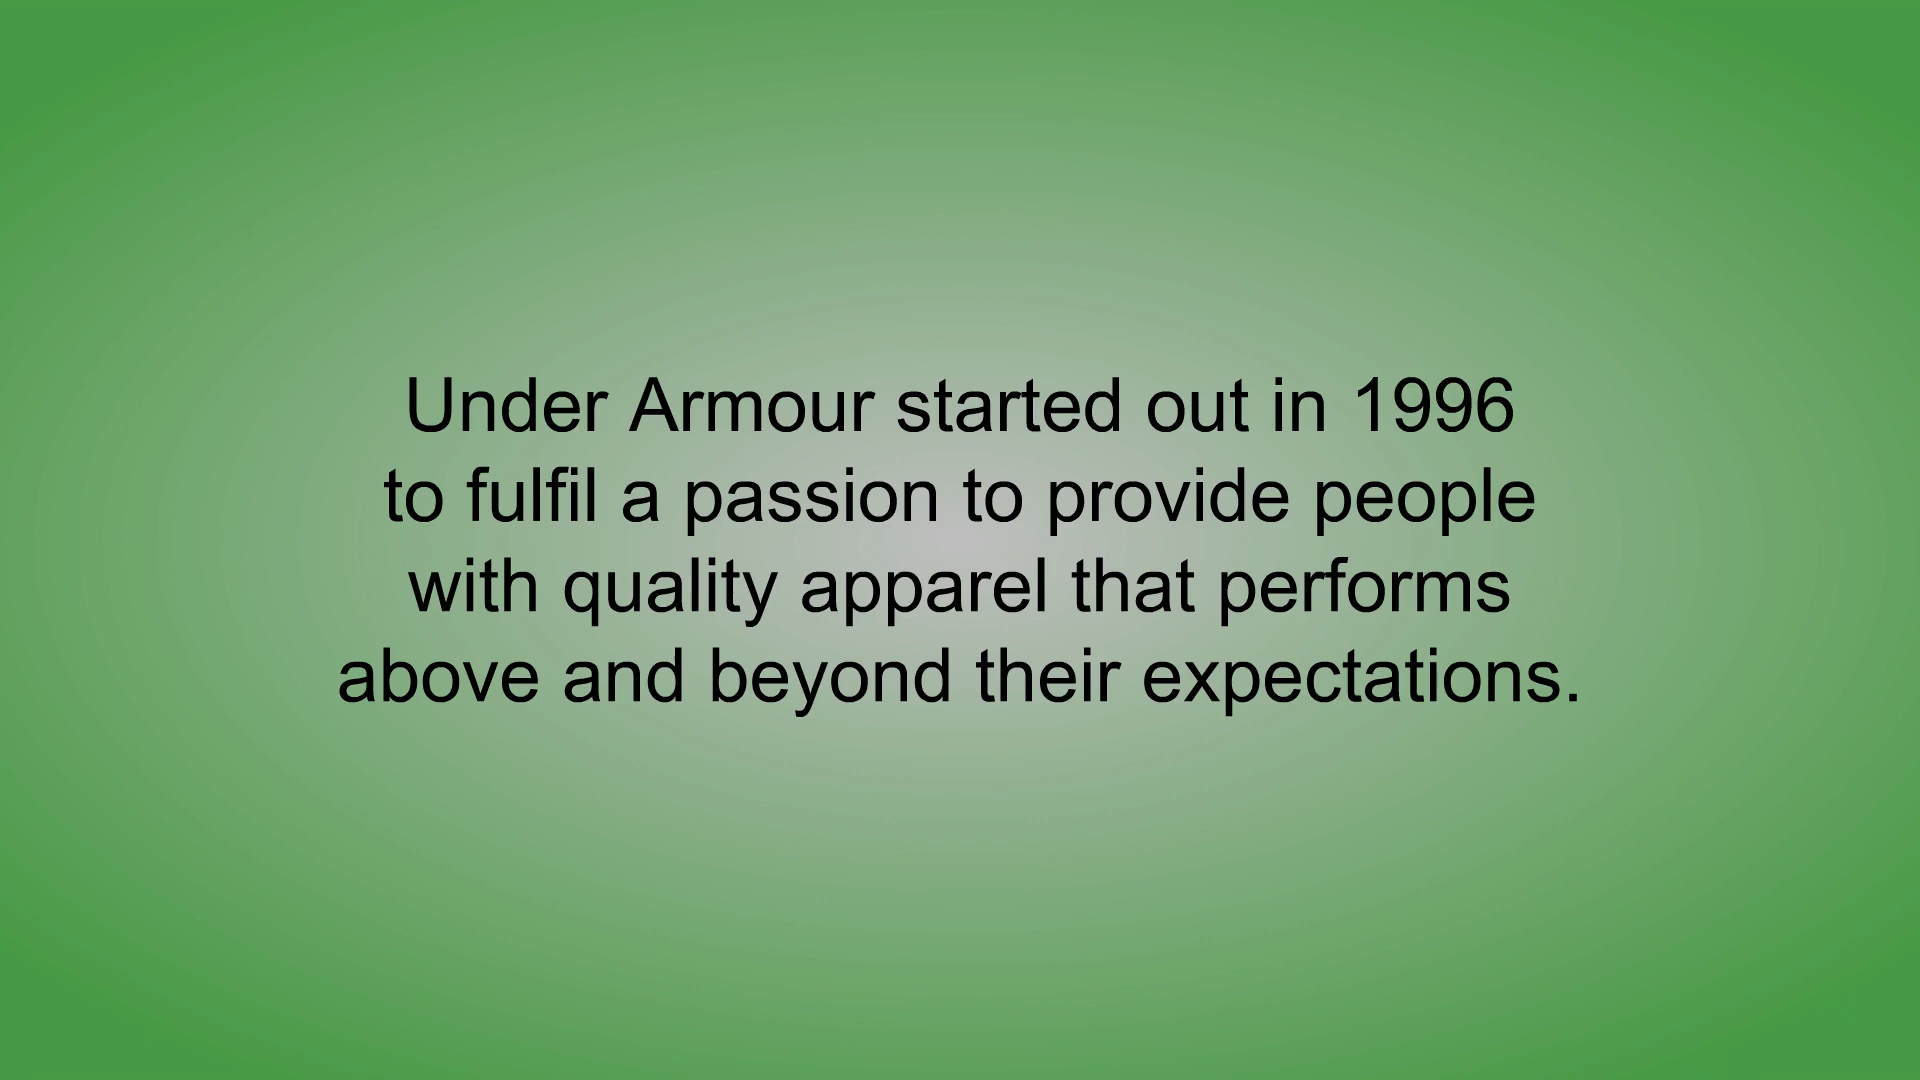 Under Armour started out in 1996
to fulfil a passion to provide people
with quality apparel that performs
above and beyond their expectations.